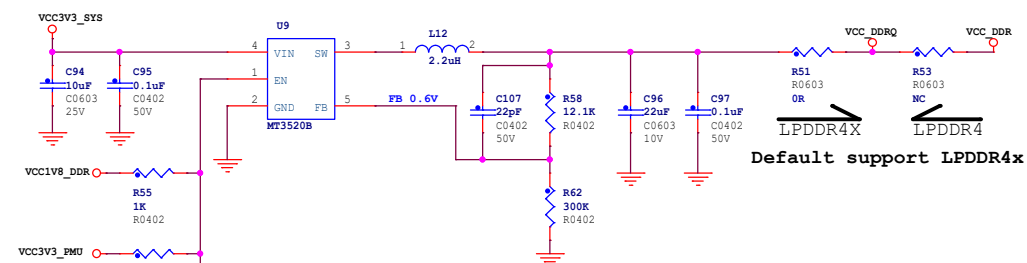 VCC3V3_SYS
C94
10uF
C0603
25V
C95
0.1uF
C0402
50V
U9
4 VIN SW 3
1 EN
2 GND FB 5
MT3520B
1 L12 2
2.2uH
FB 0.6V
C107
22pF
C0402
50V
R58
12.1K
R0402
C96
22uF
C0603
10V
C97
0.1uF
C0402
50V
VCC_DDRQ
VCC_DDR
R51
R0603
0R
R53
R0603
NC
LPDDR4X
LPDDR4
Default support LPDDR4x
VCC1V8_DDR
R55
1K
R0402
R62
300K
R0402
VCC3V3_PMU